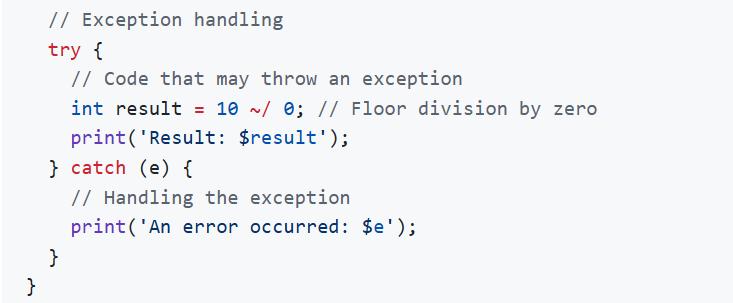 // Exception handling
try {
// Code that may throw an exception
int result = 10 ~/ 0; // Floor division by zero
print('Result: $result');
} catch (e) {
// Handling the exception
print('An error occurred: $e');
}
}